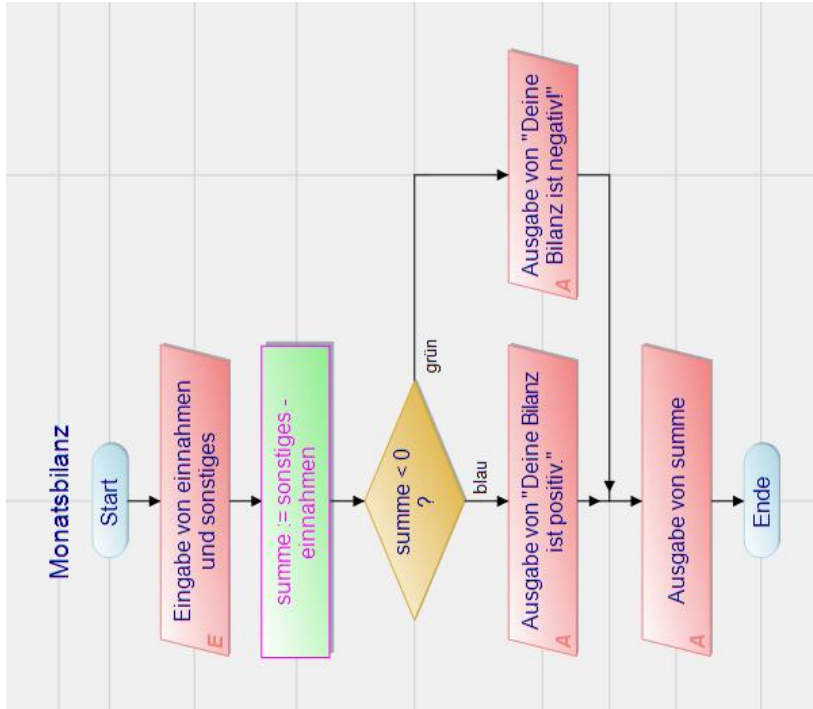 Monatsbilanz
Start
Eingabe von einnahmen
und sonstiges
E
summe := sonstiges -
einnahmen
summe < 0
?
grün
blau
Ausgabe von "Deine Bilanz
ist positiv."
A
Ausgabe von "Deine
Bilanz ist negativ!"
A
Ausgabe von summe
A
Ende